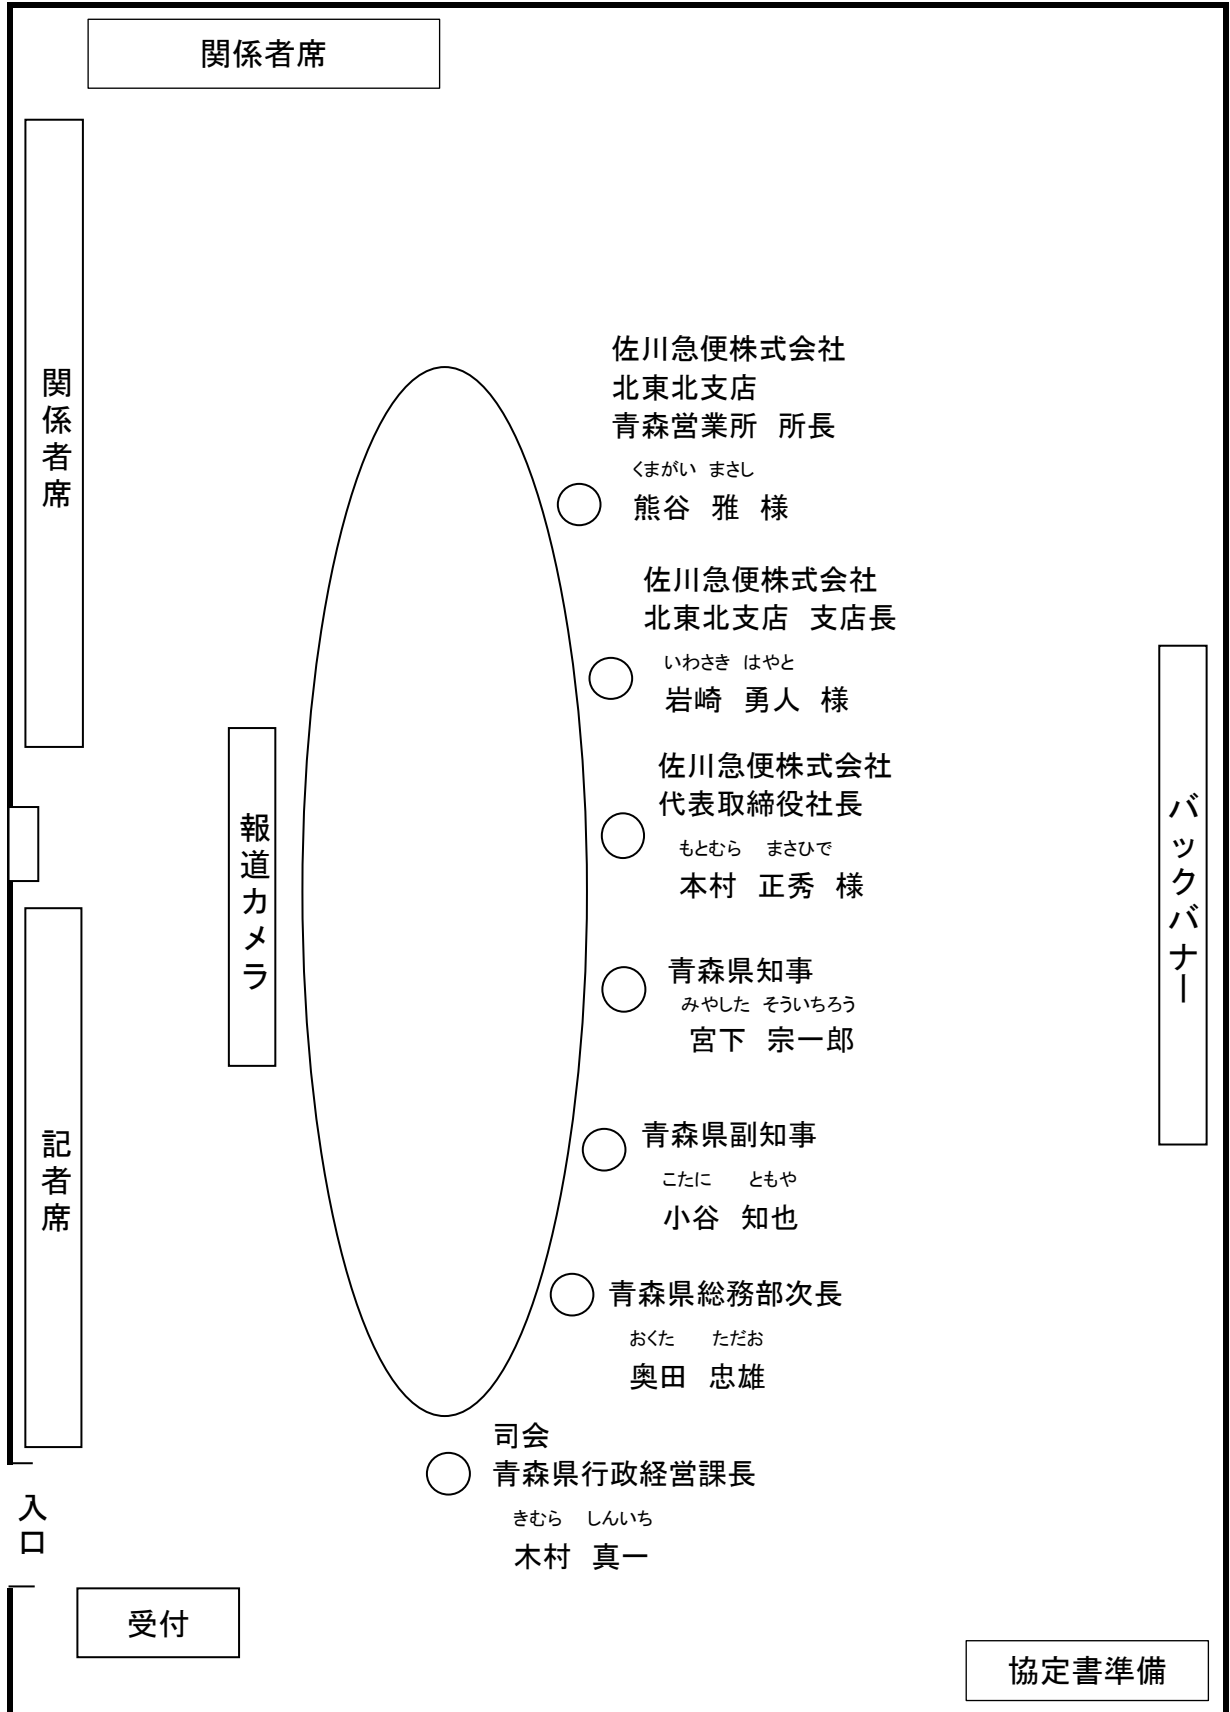 関係者席
関係者席
佐川急便株式会社
北東北支店
青森営業所 所長
くまがい まさし
熊谷 雅 様
佐川急便株式会社
北東北支店 支店長
いわさき はやと
岩崎 勇人 様
佐川急便株式会社
代表取締役社長
もとむら まさひで
本村 正秀 様
報道カメラ
バックバナー
青森県知事
みやした そういちろう
宮下 宗一郎
記者席
青森県副知事
こたに ともや
小谷 知也
青森県総務部次長
おくた ただお
奥田 忠雄
司会
青森県行政経営課長
きむら しんいち
木村 真一
入口
受付
協定書準備